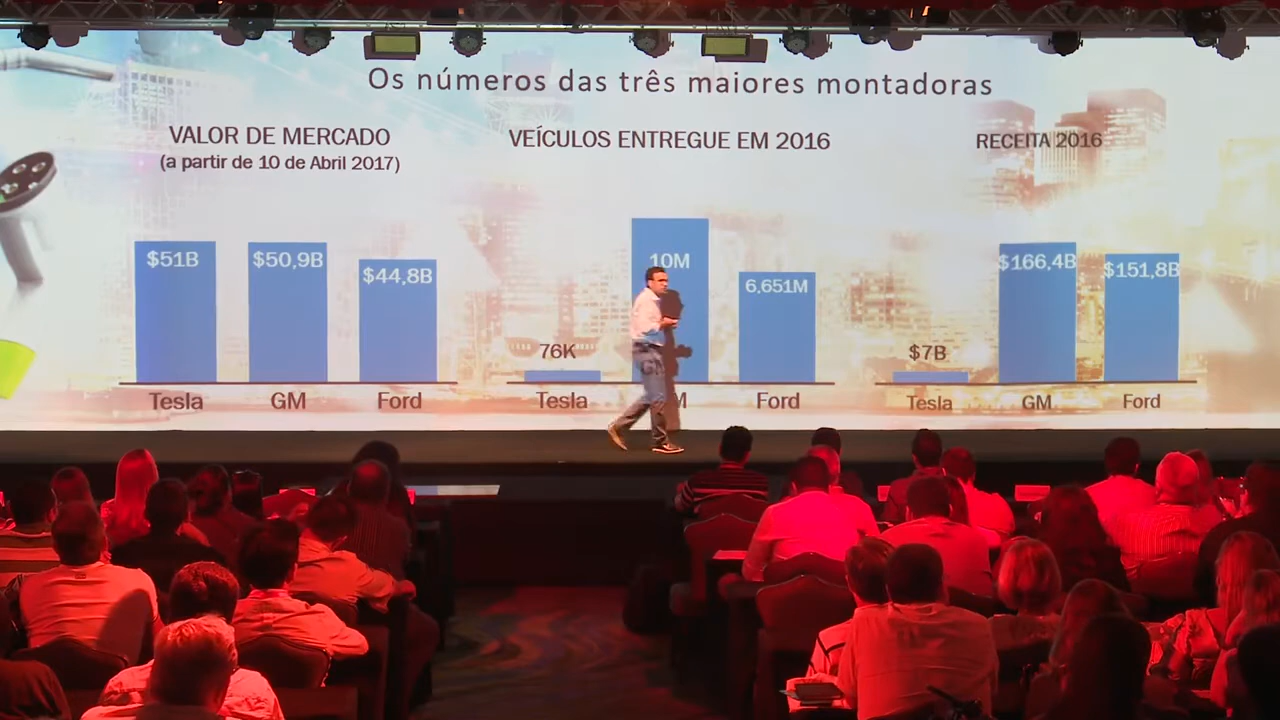 Os números das três maiores montadoras
VALOR DE MERCADO
(a partir de 10 de Abril 2017)
$51B
$50,9B
$44,8B
Tesla
GM
Ford
VEÍCULOS ENTREGUE EM 2016
76K
10M
6,651M
Tesla
M
Ford
RECEITA 2016
$7B
$166,4B
$151,8B
Tesla
GM
Ford